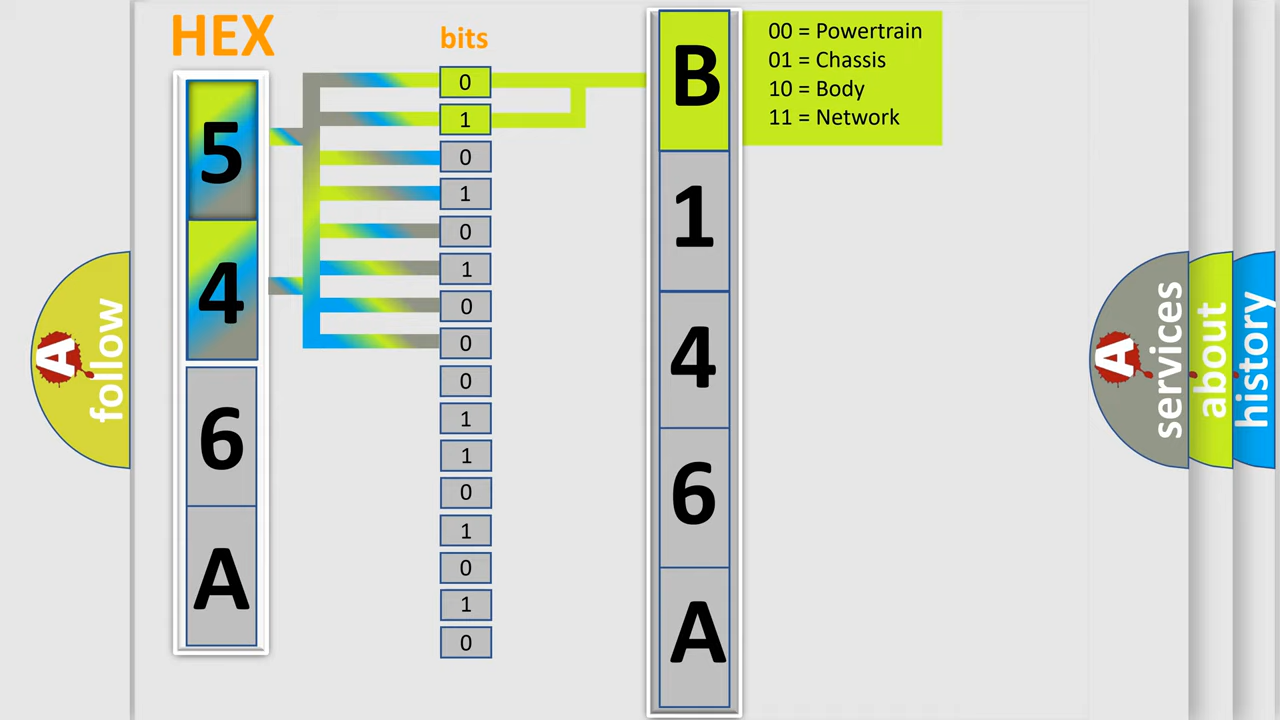 HEX
bits
5
4
6
A
0
1
0
1
0
1
0
0
0
1
1
0
1
0
1
0
B
1
4
6
A
00 = Powertrain
01 = Chassis
10 = Body
11 = Network
A
follow
A
services
about
history